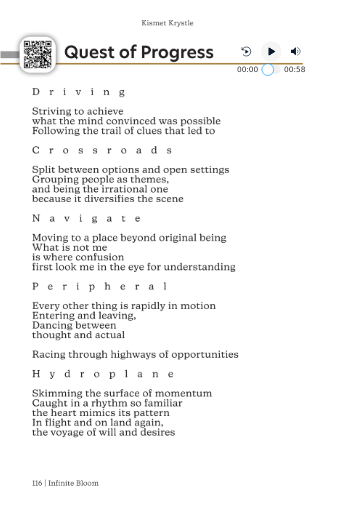 Kismet Krystle
Quest of Progress
00:00
00:58
D r i v i n g
Striving to achieve
what the mind convinced was possible
Following the trail of clues that led to
C r o s s r o a d s
Split between options and open settings
Grouping people as themes,
and being the irrational one
because it diversifies the scene
N a v i g a t e
Moving to a place beyond original being
What is not me
is where confusion
first look me in the eye for understanding
P e r i p h e r a l
Every other thing is rapidly in motion
Entering and leaving,
Dancing between
thought and actual
Racing through highways of opportunities
H y d r o p l a n e
Skimming the surface of momentum
Caught in a rhythm so familiar
the heart mimics its pattern
In flight and on land again,
the voyage of will and desires
116 | Infinite Bloom